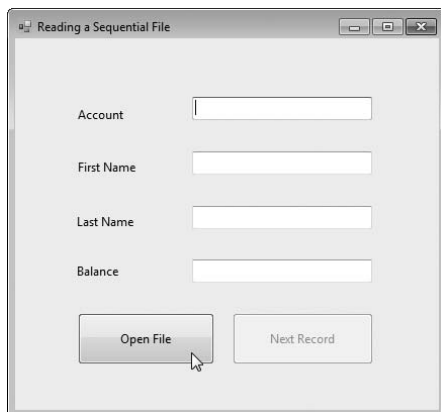 Reading a Sequential File
Account
First Name
Last Name
Balance
Open File
Next Record